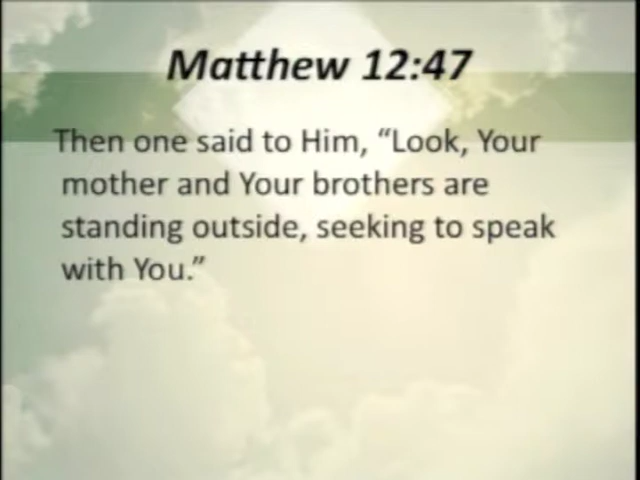 Matthew 12:47
Then one said to Him, “Look, Your
mother and Your brothers are
standing outside, seeking to speak
with You.”